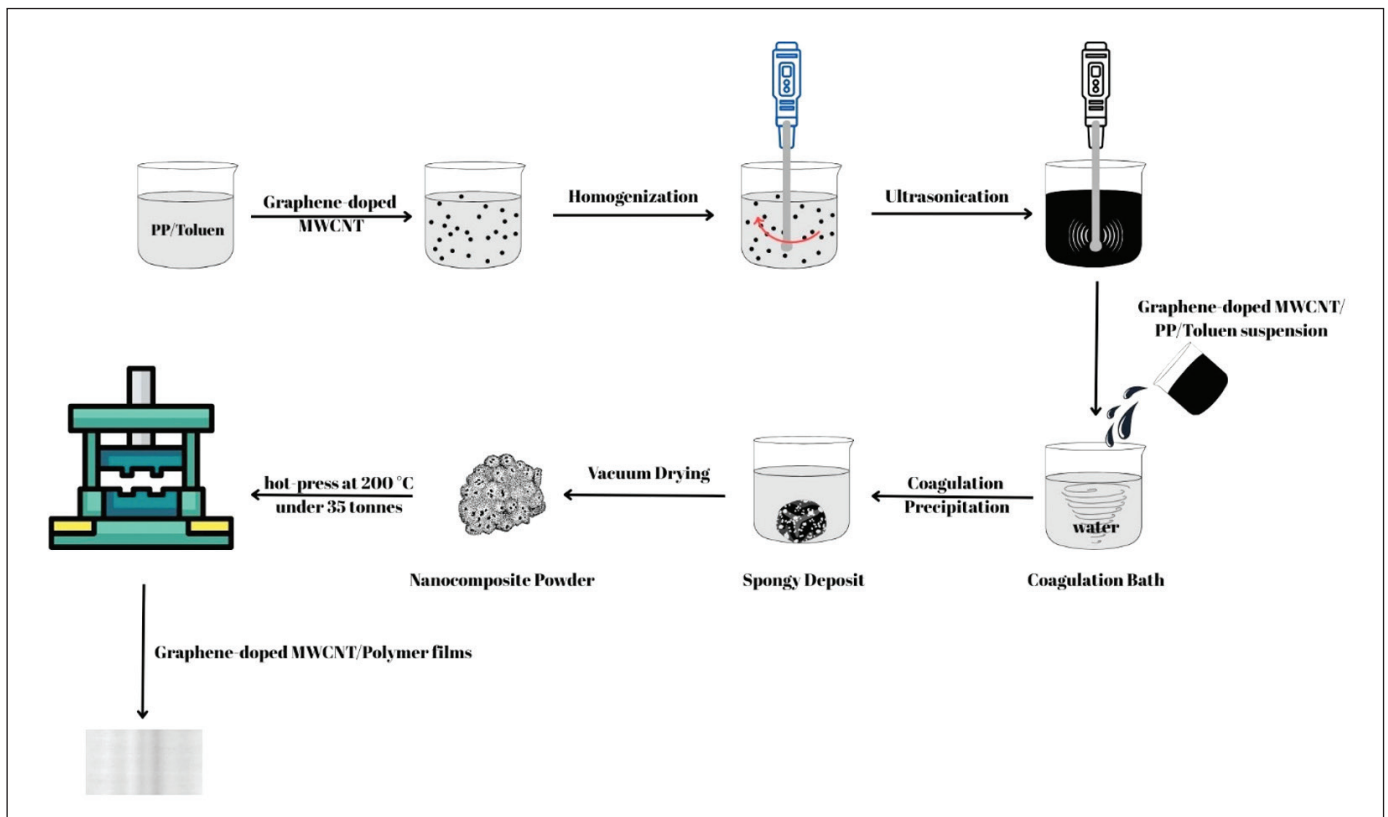 PP/Toluen
Graphene-doped
MWCNT
Homogenization
Ultrasonication
Graphene-doped MWCNT/
PP/Toluen suspension
water
Coagulation Bath
Coagulation
Precipitation
Spongy Deposit
Vacuum Drying
Nanocomposite Powder
hot-press at 200 °C
under 35 tonnes
Graphene-doped MWCNT/Polymer films